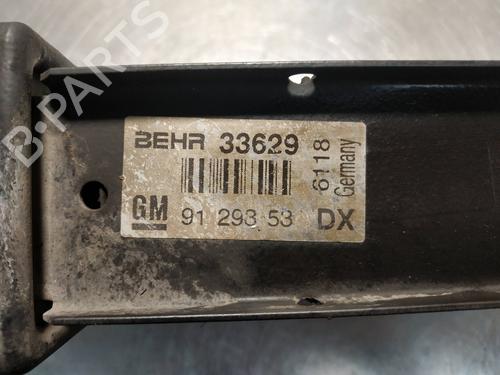 B-PARTS
BEHR 33629
6118
Germany
GM 91 293 53 DX